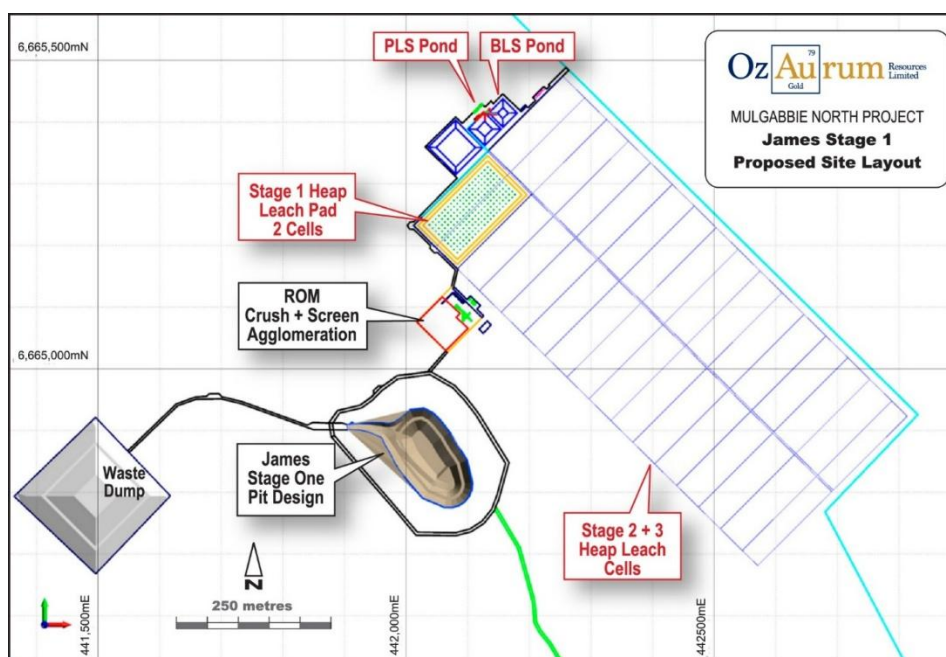 6,665,500mN
PLS Pond
BLS Pond
Oz Aurum Resources Limited
79
Gold
MULGABBIE NORTH PROJECT
James Stage 1
Proposed Site Layout
Stage 1 Heap
Leach Pad
2 Cells
ROM
Crush + Screen
Agglomeration
6,665,000mN
Waste
Dump
James
Stage One
Pit Design
Stage 2 + 3
Heap Leach
Cells
N
250 metres
441,500mE
442,000mE
442,500mE